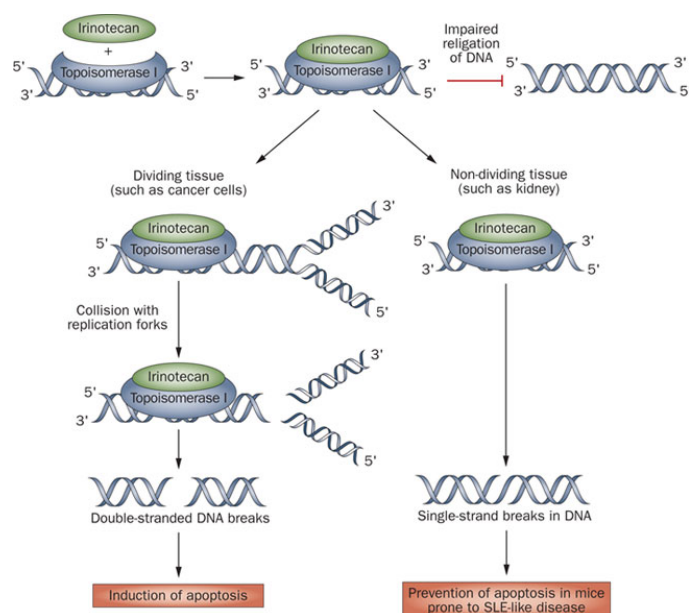 Irinotecan
+
Topoisomerase I
5'
3'
3'
5'
Irinotecan
Topoisomerase I
5'
3'
3'
5'
Impaired
religation
of DNA
5'
3'
3'
5'
Dividing tissue
(such as cancer cells)
Irinotecan
Topoisomerase I
5'
3'
3'
5'
Non-dividing tissue
(such as kidney)
Irinotecan
Topoisomerase I
5'
3'
3'
5'
Collision with
replication forks
Irinotecan
Topoisomerase I
5'
3'
3'
5'
Double-stranded DNA breaks
Single-strand breaks in DNA
Induction of apoptosis
Prevention of apoptosis in mice
prone to SLE-like disease